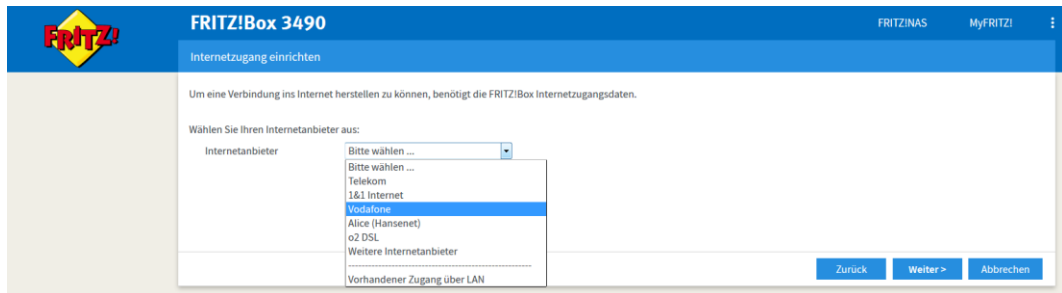 FRITZ!
FRITZ!Box 3490
FRITZ!NAS
MyFRITZ!
Internetzugang einrichten
Um eine Verbindung ins Internet herstellen zu können, benötigt die FRITZ!Box Internetzugangsdaten.
Wählen Sie Ihren Internetanbieter aus:
Internetanbieter
Bitte wählen ...
Bitte wählen ...
Telekom
1&1 Internet
Vodafone
Alice (Hansenet)
o2 DSL
Weitere Internetanbieter
--------------------------------------------------------
Vorhandener Zugang über LAN
Zurück
Weiter >
Abbrechen